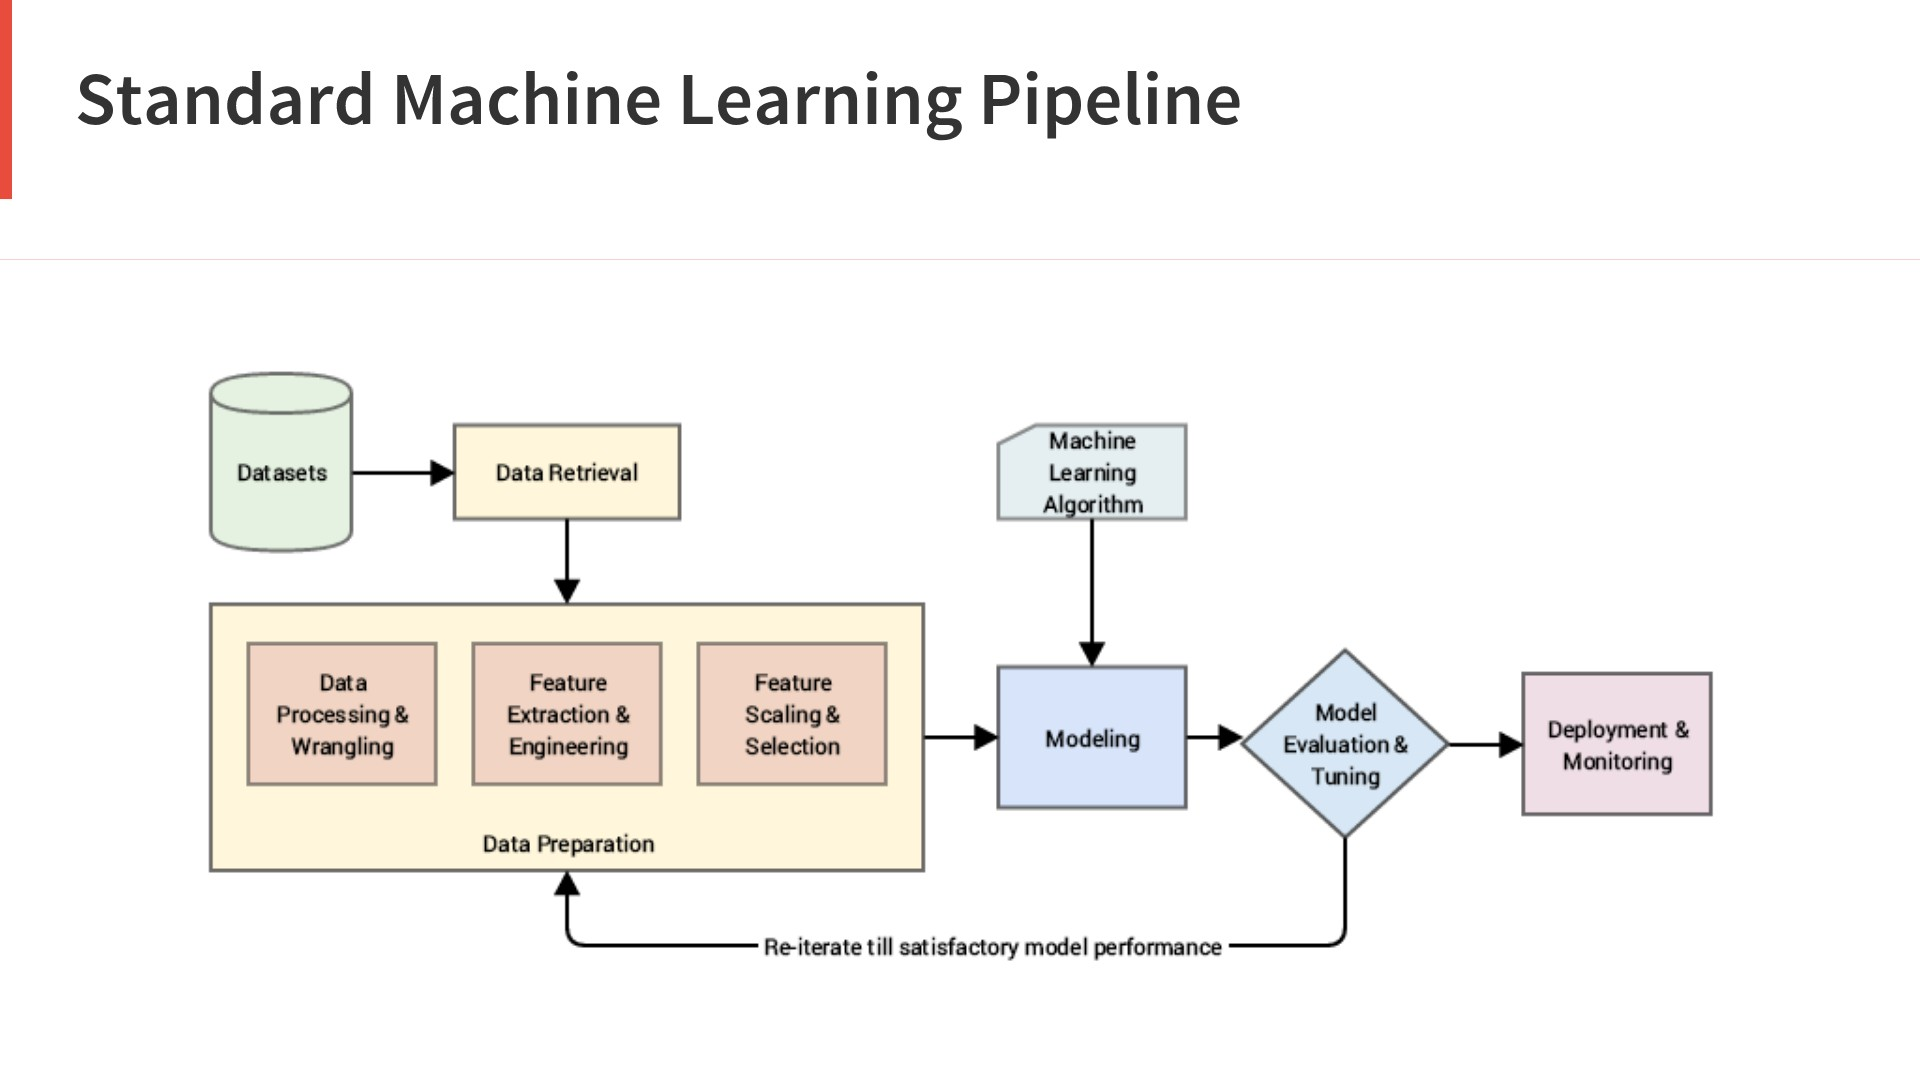 Standard Machine Learning Pipeline
Datasets
Data Retrieval
Machine
Learning
Algorithm
Data
Processing &
Wrangling
Feature
Extraction &
Engineering
Feature
Scaling &
Selection
Data Preparation
Modeling
Model
Evaluation &
Tuning
Deployment &
Monitoring
Re-iterate till satisfactory model performance